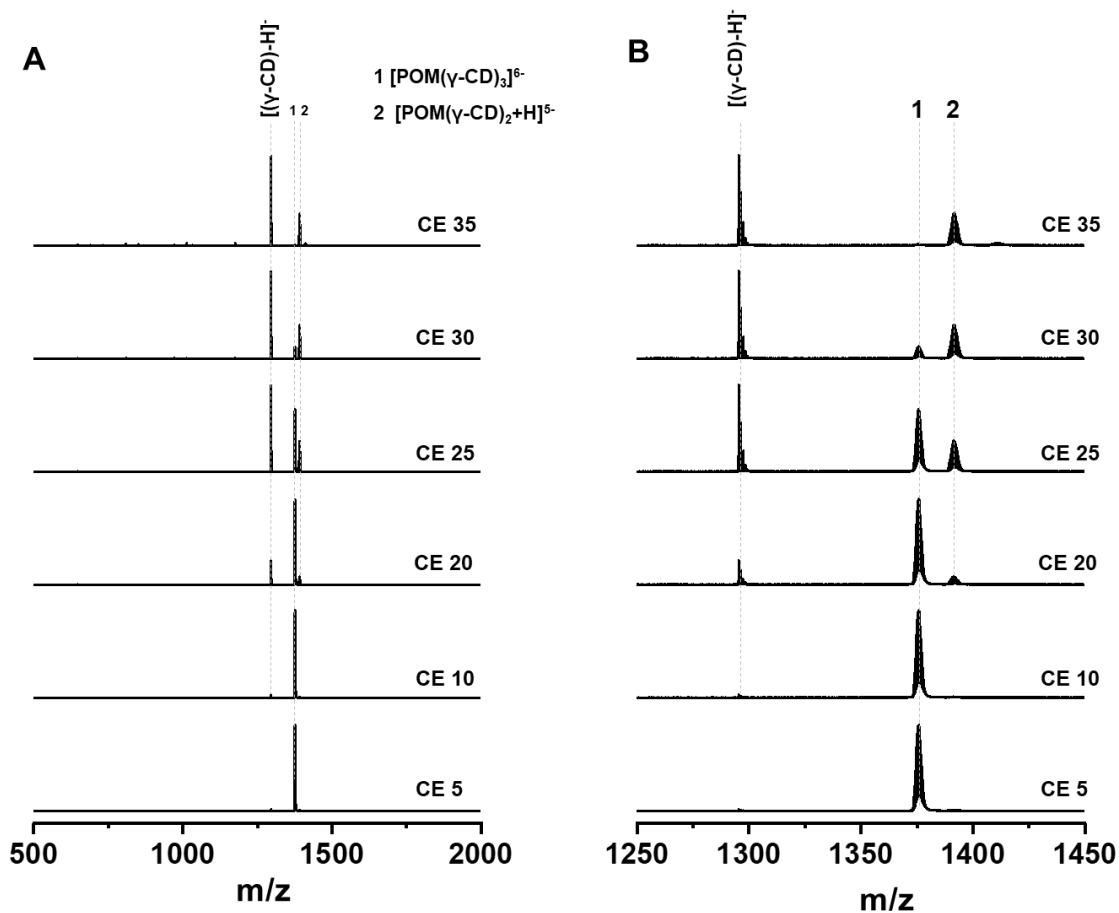 A
[(γ-CD)-H]⁻
1 [POM(γ-CD)₃]⁶⁻
2 [POM(γ-CD)₂+H]⁵⁻
1 2
CE 35
CE 30
CE 25
CE 20
CE 10
CE 5
500 1000 1500 2000
m/z
B
[(γ-CD)-H]⁻
1 2
CE 35
CE 30
CE 25
CE 20
CE 10
CE 5
1250 1300 1350 1400 1450
m/z